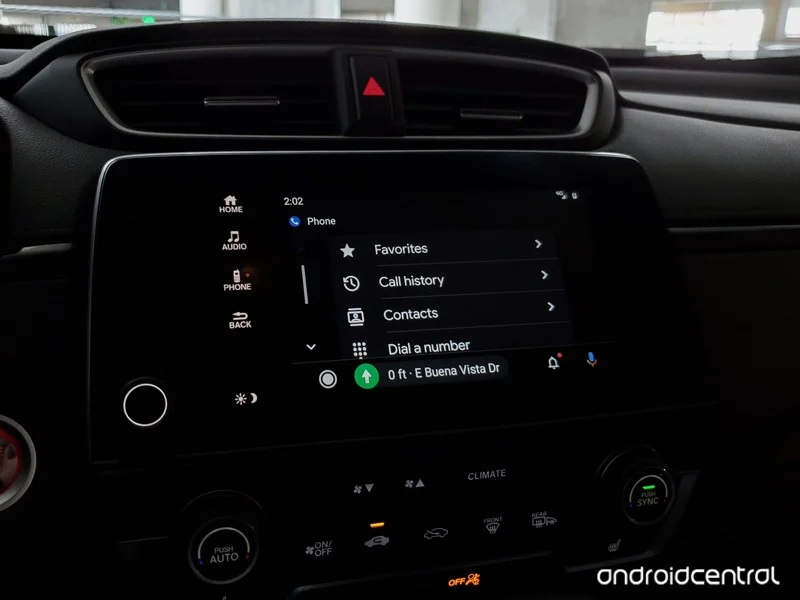 HOME
2:02
Phone
AUDIO
Favorites
PHONE
Call history
BACK
Contacts
Dial a number
0 ft · E Buena Vista Dr
CLIMATE
PUSH
SYNC
FRONT
REAR
ON/
OFF
PUSH
AUTO
OFF
androidcentral